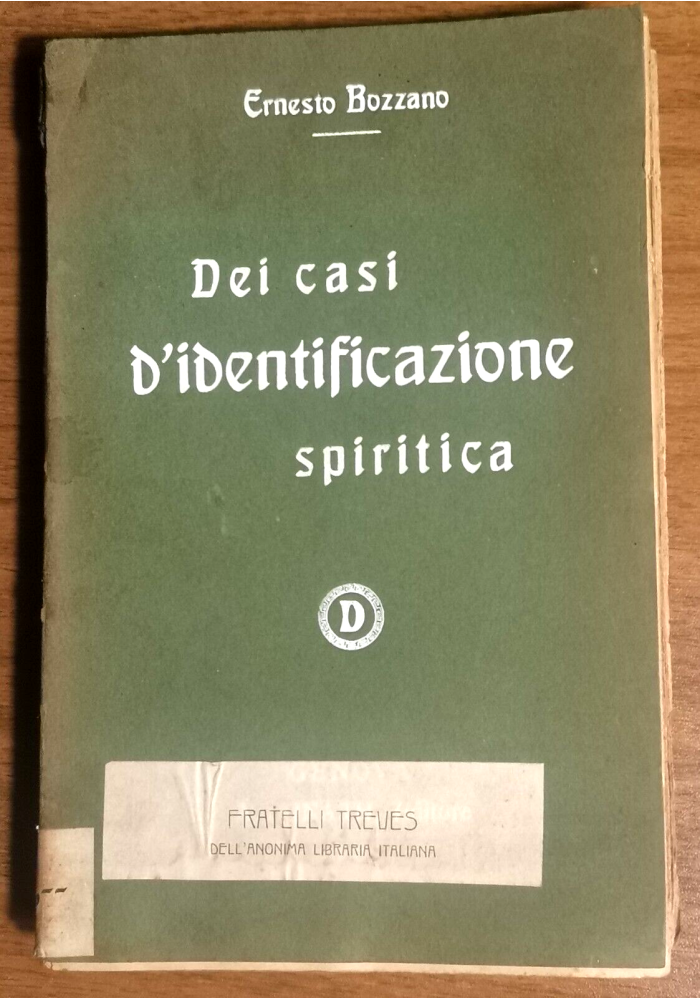 Ernesto Bozzano
Dei casi
d'identificazione
spiritica
D
FRATELLI TREVES
DELL'ANONIMA LIBRARIA ITALIANA